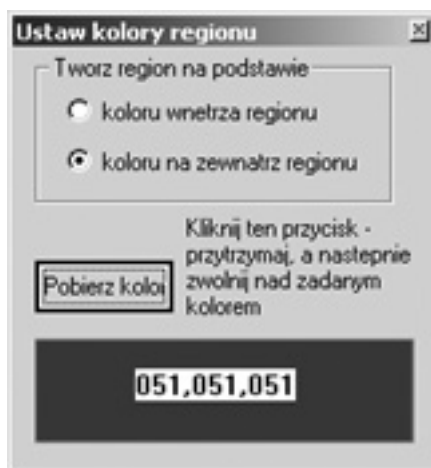 Ustaw kolory regionu
Tworz region na podstawie
koloru wnetrza regionu
koloru na zewnatrz regionu
Kliknij ten przycisk -
przytrzymaj, a nastepnie
zwolnij nad zadanym
kolorem
Pobierz koloı
051,051,051